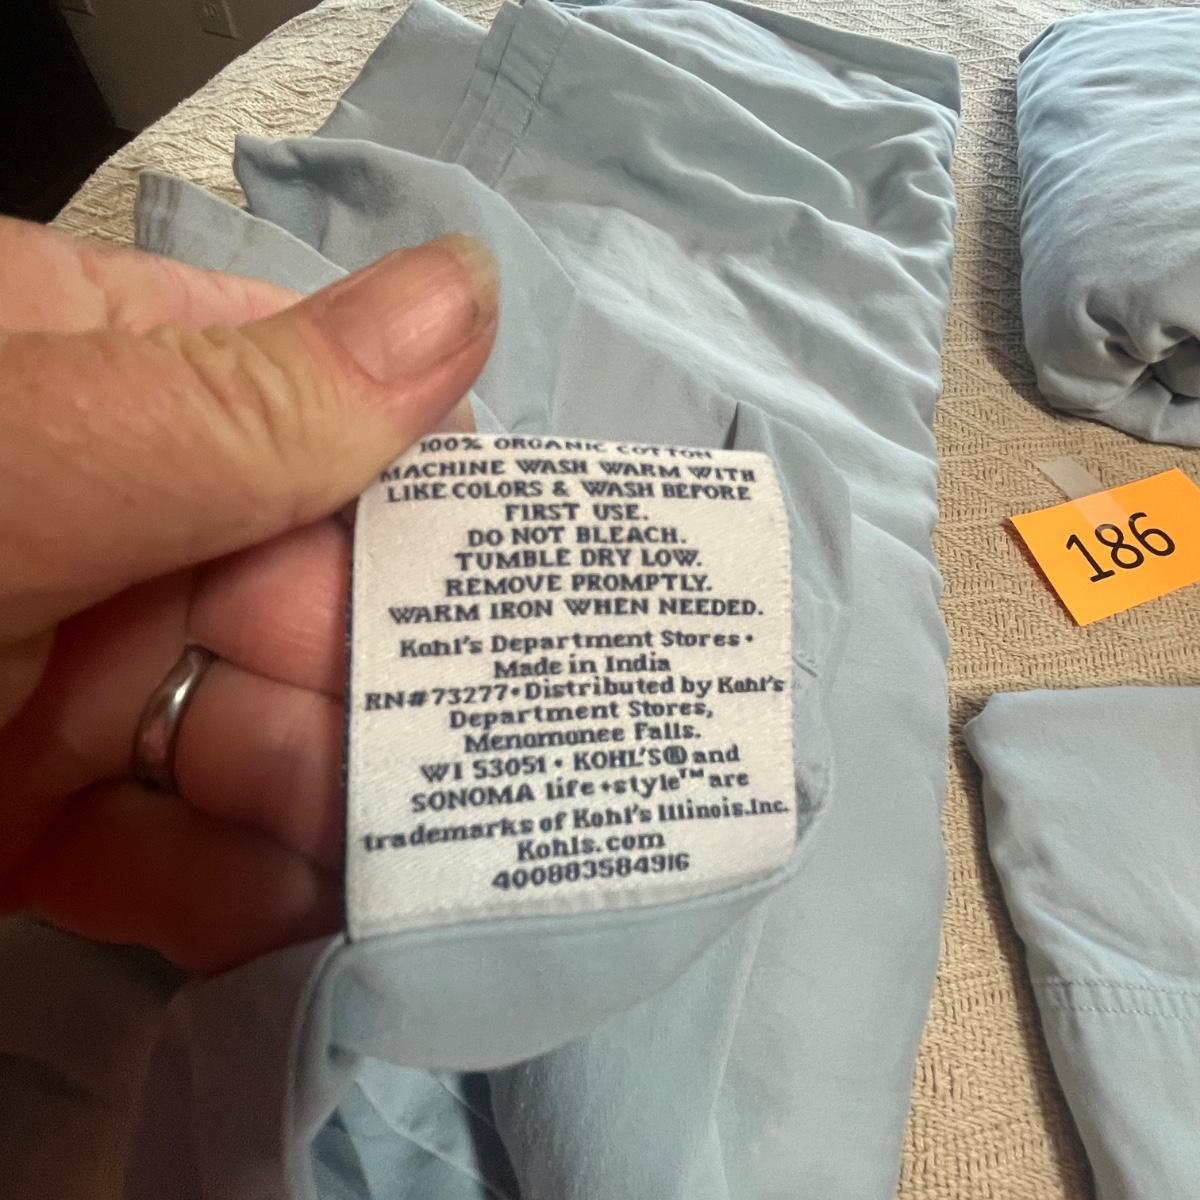 100% ORGANIC COTTON
MACHINE WASH WARM WITH
LIKE COLORS & WASH BEFORE
FIRST USE.
DO NOT BLEACH.
TUMBLE DRY LOW.
REMOVE PROMPTLY.
WARM IRON WHEN NEEDED.
Kohl's Department Stores •
Made in India
RN#73277 • Distributed by Kohl's
Department Stores,
Menomonee Falls.
WI 53051 • KOHL'S® and
SONOMA life+style™ are
trademarks of Kohl's Illinois.Inc.
Kohls.com
400883584916
186